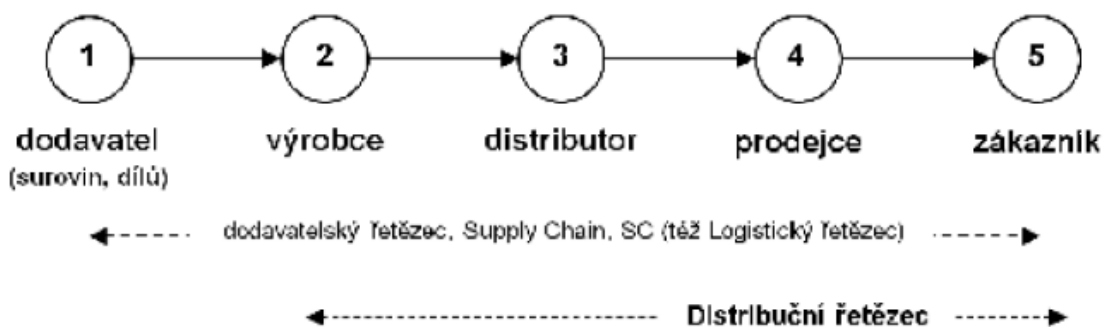 1 2 3 4 5
dodavatel výrobce distributor prodejce zákazník
(surovin, dílů)
dodavatelský řetězec, Supply Chain, SC (též Logistický řetězec)
Distribuční řetězec